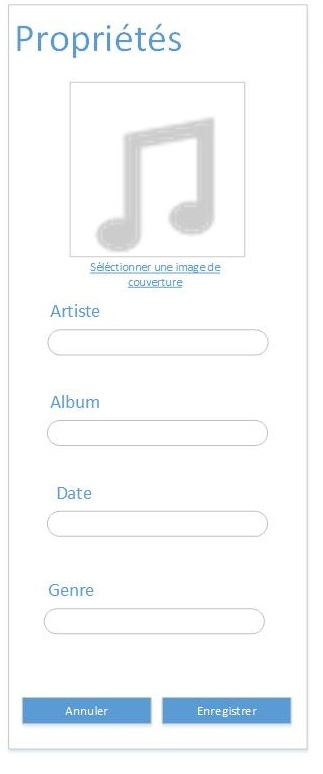 Propriétés
Séléctionner une image de
couverture
Artiste
Album
Date
Genre
Annuler
Enregistrer